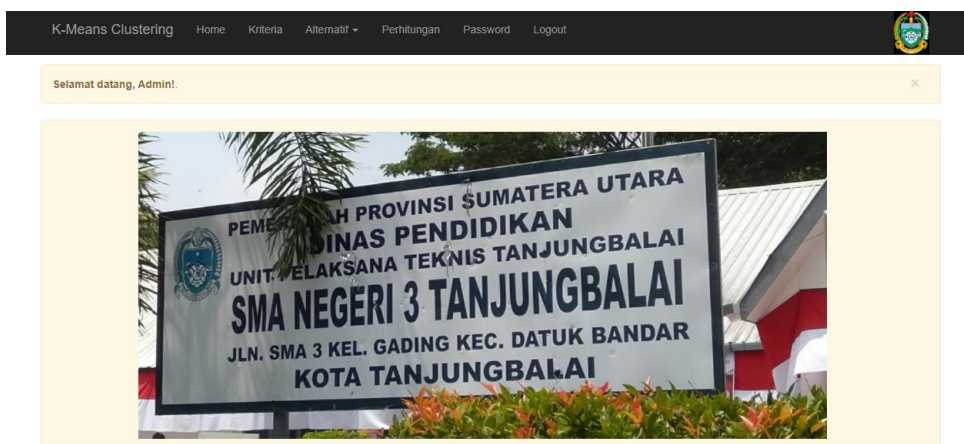 K-Means Clustering Home Kriteria Alternatif Perhitungan Password Logout
Selamat datang, Admin!. ×
PROVINSI SUMATERA UTARA
DINAS PENDIDIKAN
UNIT PELAKSANA TEKNIS TANJUNGBALAI
SMA NEGERI 3 TANJUNGBALAI
JLN. SMA 3 KEL. GADING KEC. DATUK BANDAR
KOTA TANJUNGBALAI